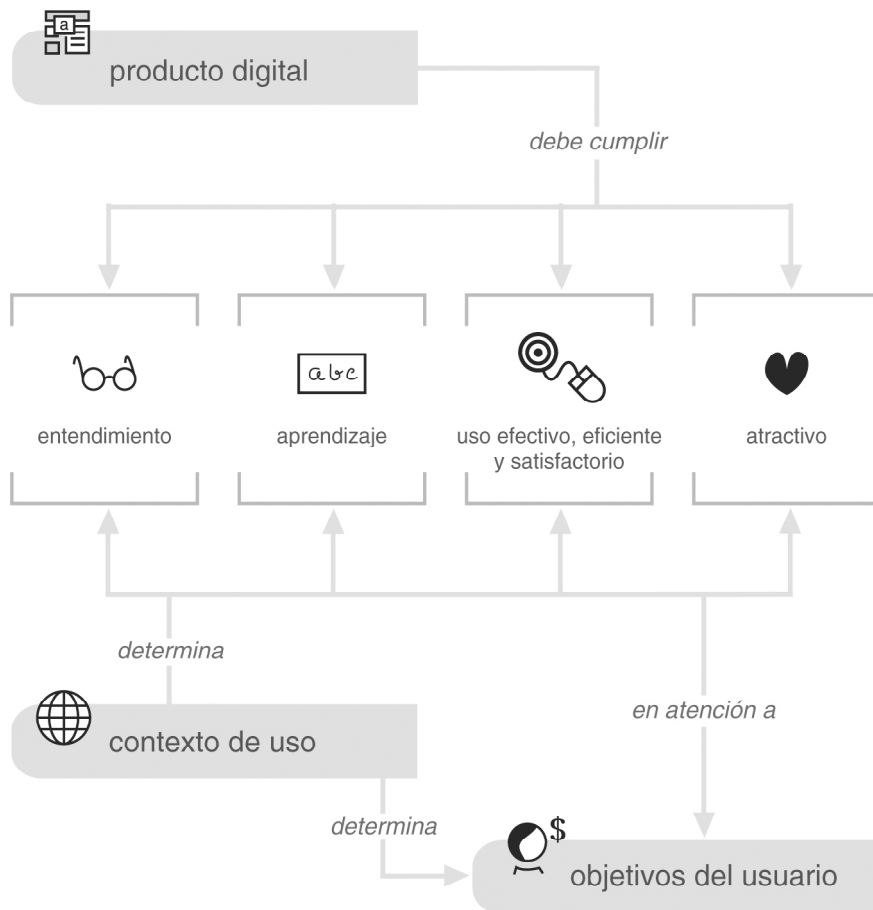 a
producto digital
debe cumplir
abc
entendimiento
aprendizaje
uso efectivo, eficiente
y satisfactorio
atractivo
determina
contexto de uso
en atención a
determina
$
objetivos del usuario